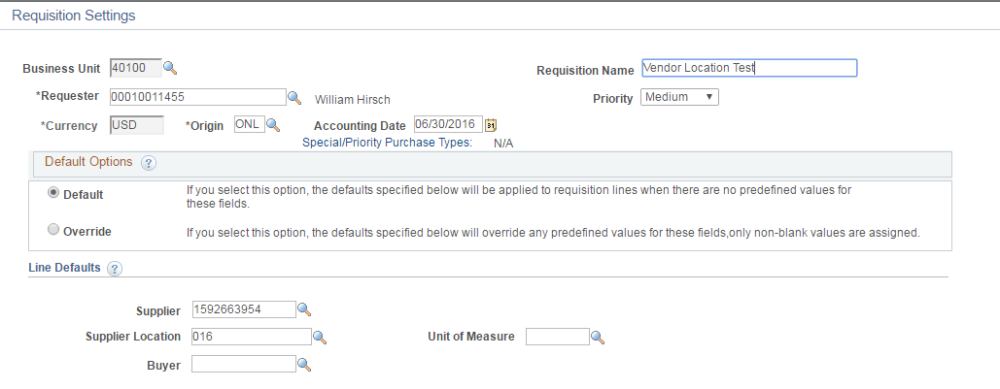 Requisition Settings
Business Unit 40100 Requisition Name Vendor Location Test
*Requester 00010011455 William Hirsch Priority Medium
*Currency USD *Origin ONL Accounting Date 06/30/2016 31
Special/Priority Purchase Types: N/A
Default Options ?
Default If you select this option, the defaults specified below will be applied to requisition lines when there are no predefined values for
these fields.
Override If you select this option, the defaults specified below will override any predefined values for these fields,only non-blank values are assigned.
Line Defaults ?
Supplier 1592663954
Supplier Location 016 Unit of Measure
Buyer